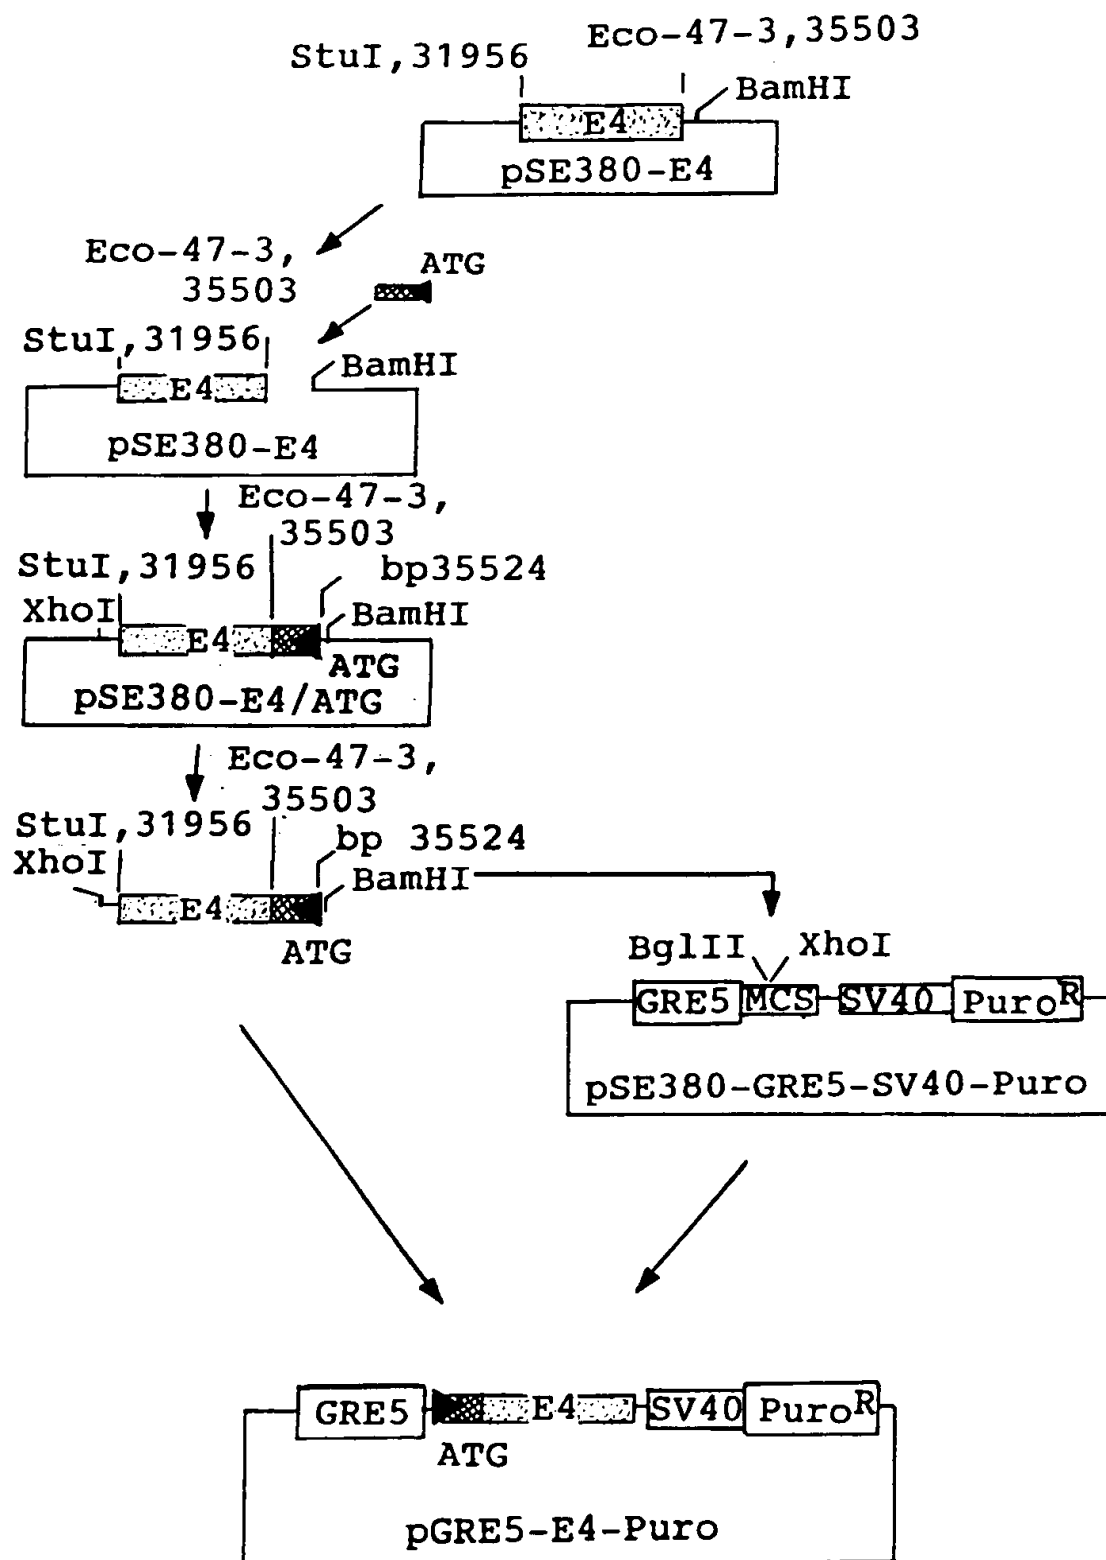 StuI,31956
Eco-47-3,35503
BamHI
E4
pSE380-E4
Eco-47-3,
35503
ATG
StuI,31956
BamHI
E4
pSE380-E4
Eco-47-3,
35503
StuI,31956
bp35524
XhoI
BamHI
E4
ATG
pSE380-E4/ATG
Eco-47-3,
35503
StuI,31956
bp 35524
XhoI
BamHI
E4
ATG
BglII XhoI
GRE5 MCS SV40 PuroR
pSE380-GRE5-SV40-Puro
GRE5 E4 SV40 PuroR
ATG
pGRE5-E4-Puro